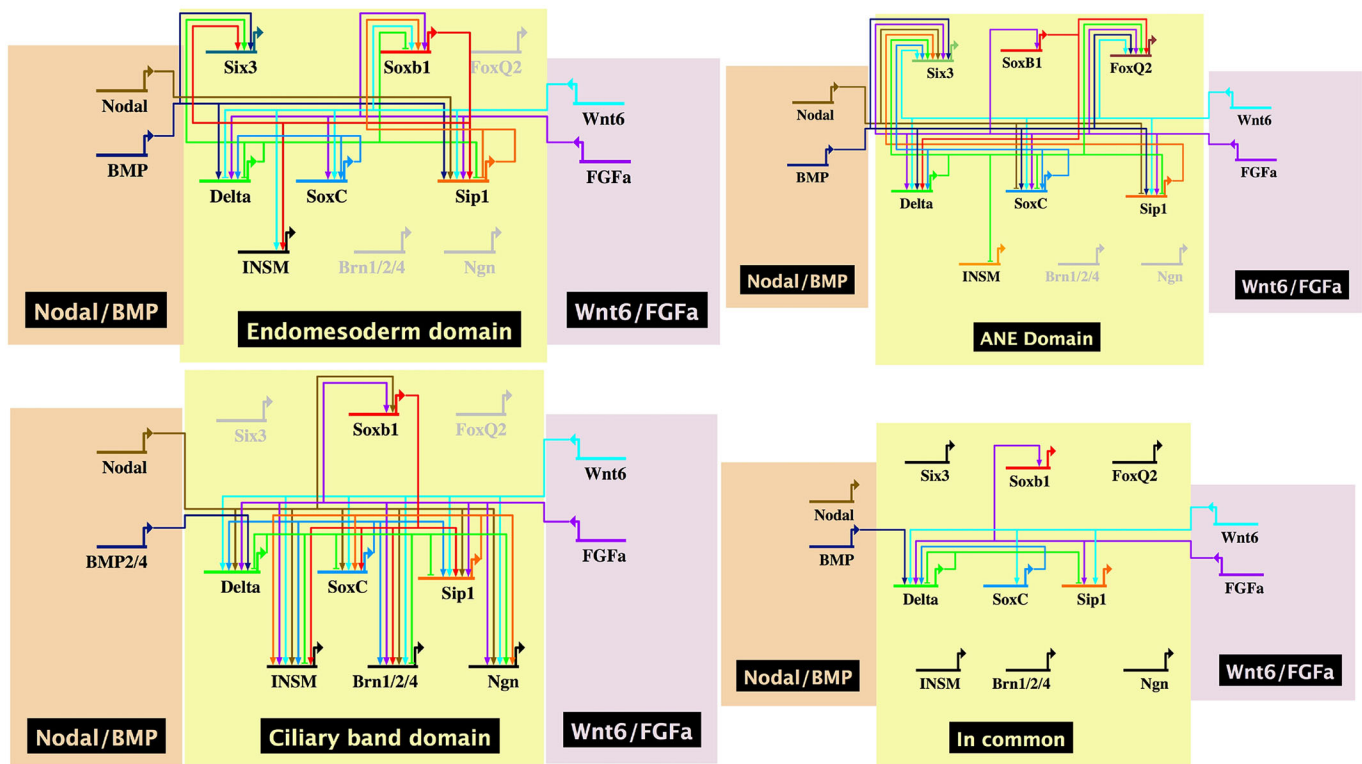 Six3
Soxb1
FoxQ2
Nodal
Wnt6
BMP
FGFa
Delta
SoxC
Sip1
INSM
Brn1/2/4
Ngn
Nodal/BMP
Endomesoderm domain
Wnt6/FGFa
Six3
SoxB1
FoxQ2
Nodal
Wnt6
BMP
FGFa
Delta
SoxC
Sip1
INSM
Brn1/2/4
Ngn
Nodal/BMP
ANE Domain
Wnt6/FGFa
Six3
Soxb1
FoxQ2
Nodal
Wnt6
BMP2/4
FGFa
Delta
SoxC
Sip1
INSM
Brn1/2/4
Ngn
Nodal/BMP
Ciliary band domain
Wnt6/FGFa
Six3
Soxb1
FoxQ2
Nodal
Wnt6
BMP
FGFa
Delta
SoxC
Sip1
INSM
Brn1/2/4
Ngn
Nodal/BMP
In common
Wnt6/FGFa